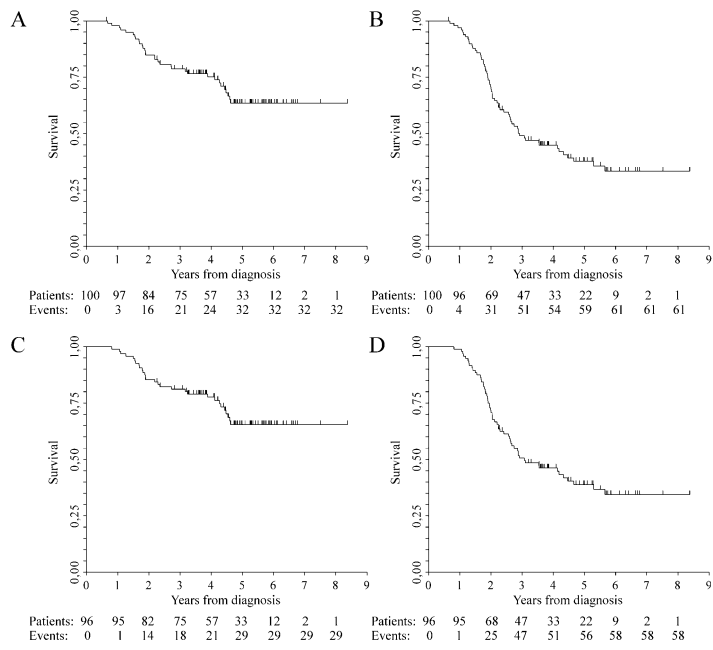 A
1,00
0,75
0,50
0,25
0,00
Survival
0 1 2 3 4 5 6 7 8 9
Years from diagnosis
Patients: 100 97 84 75 57 33 12 2 1
Events: 0 3 16 21 24 32 32 32 32
B
1,00
0,75
0,50
0,25
0,00
Survival
0 1 2 3 4 5 6 7 8 9
Years from diagnosis
Patients: 100 96 69 47 33 22 9 2 1
Events: 0 4 31 51 54 59 61 61 61
C
1,00
0,75
0,50
0,25
0,00
Survival
0 1 2 3 4 5 6 7 8 9
Years from diagnosis
Patients: 96 95 82 75 57 33 12 2 1
Events: 0 1 14 18 21 29 29 29 29
D
1,00
0,75
0,50
0,25
0,00
Survival
0 1 2 3 4 5 6 7 8 9
Years from diagnosis
Patients: 96 95 68 47 33 22 9 2 1
Events: 0 1 25 47 51 56 58 58 58